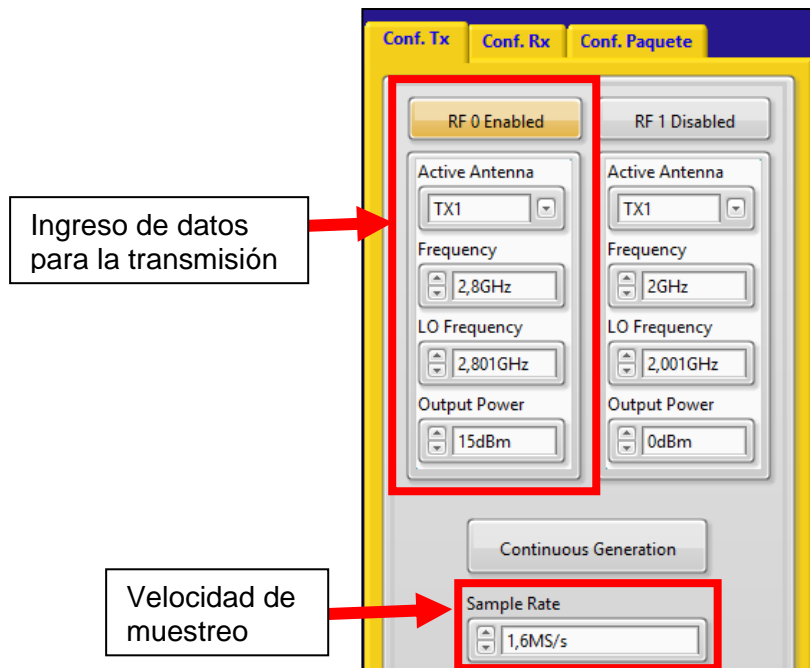 Conf. Tx Conf. Rx Conf. Paquete
RF 0 Enabled RF 1 Disabled
Active Antenna Active Antenna
TX1 TX1
Ingreso de datos
para la transmisión
Frequency Frequency
2,8GHz 2GHz
LO Frequency LO Frequency
2,801GHz 2,001GHz
Output Power Output Power
15dBm 0dBm
Continuous Generation
Velocidad de
muestreo
Sample Rate
1,6MS/s